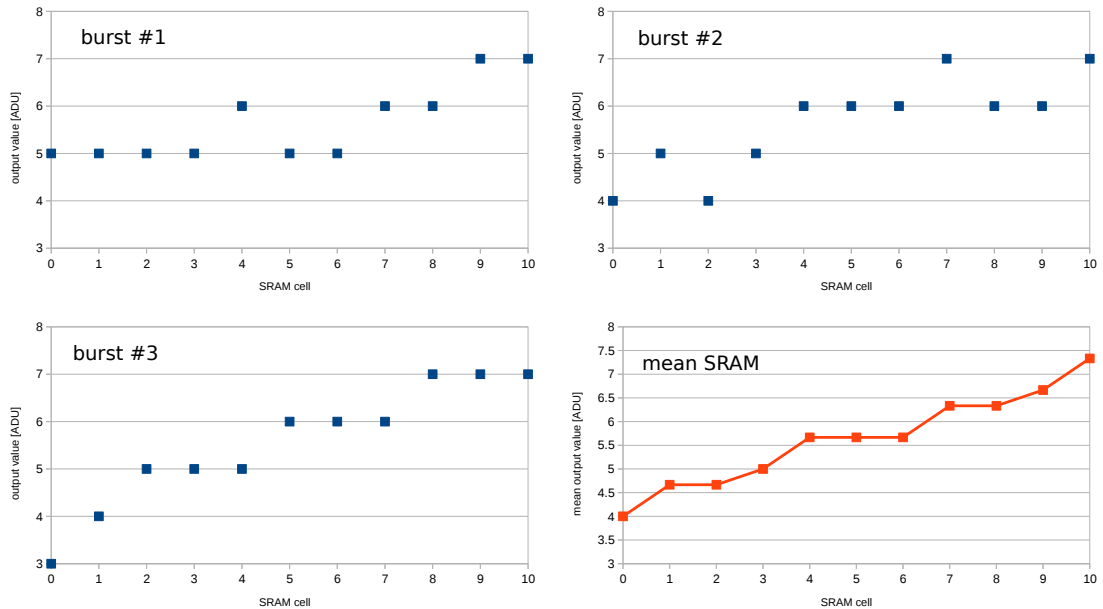 burst #1
8
7
6
5
4
3
output value [ADU]
0 1 2 3 4 5 6 7 8 9 10
SRAM cell
burst #2
8
7
6
5
4
3
output value [ADU]
0 1 2 3 4 5 6 7 8 9 10
SRAM cell
burst #3
8
7
6
5
4
3
output value [ADU]
0 1 2 3 4 5 6 7 8 9 10
SRAM cell
mean SRAM
8
7.5
7
6.5
6
5.5
5
4.5
4
3.5
3
mean output value [ADU]
0 1 2 3 4 5 6 7 8 9 10
SRAM cell